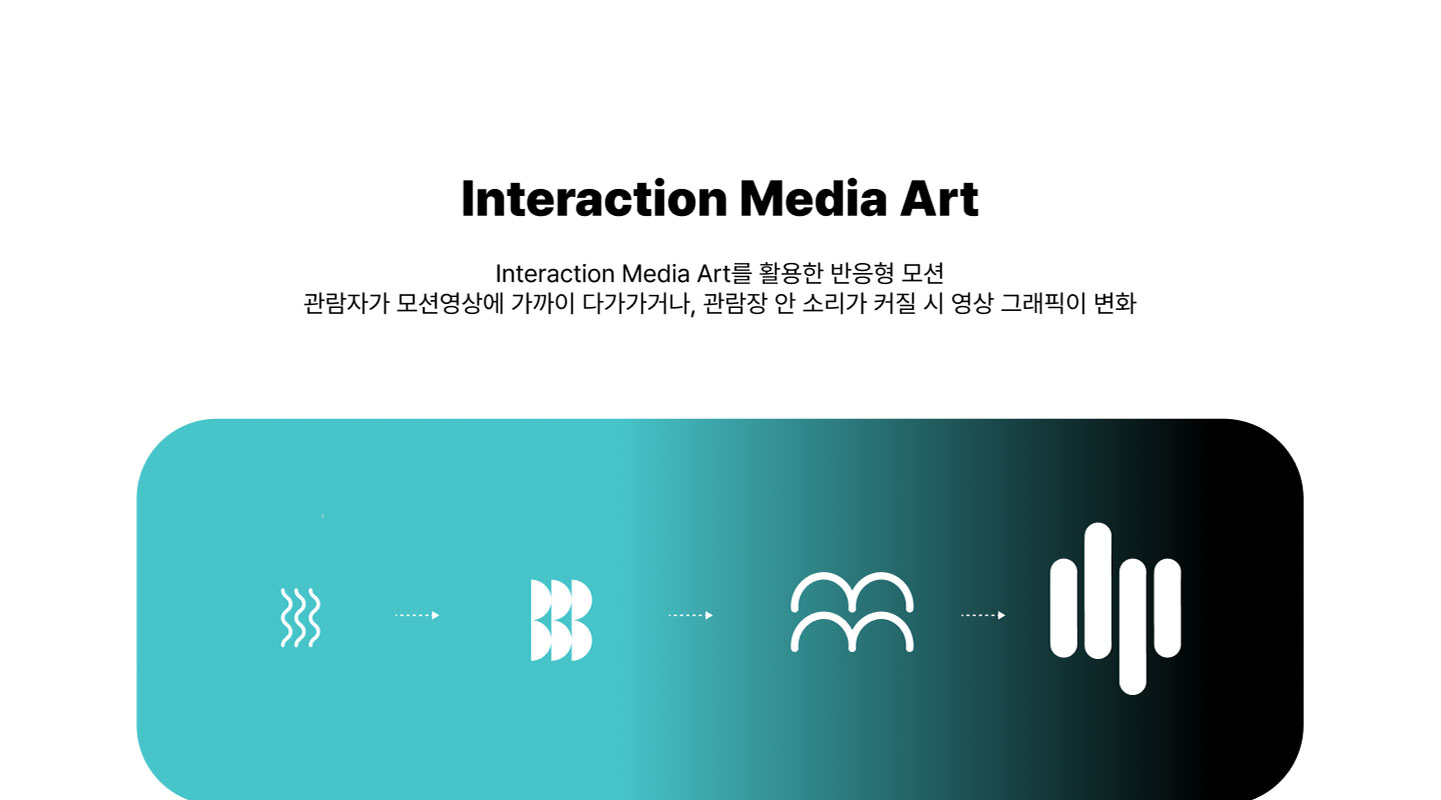 Interaction Media Art
Interaction Media Art를 활용한 반응형 모션
관람자가 모션영상에 가까이 다가가거나, 관람장 안 소리가 커질 시 영상 그래픽이 변화